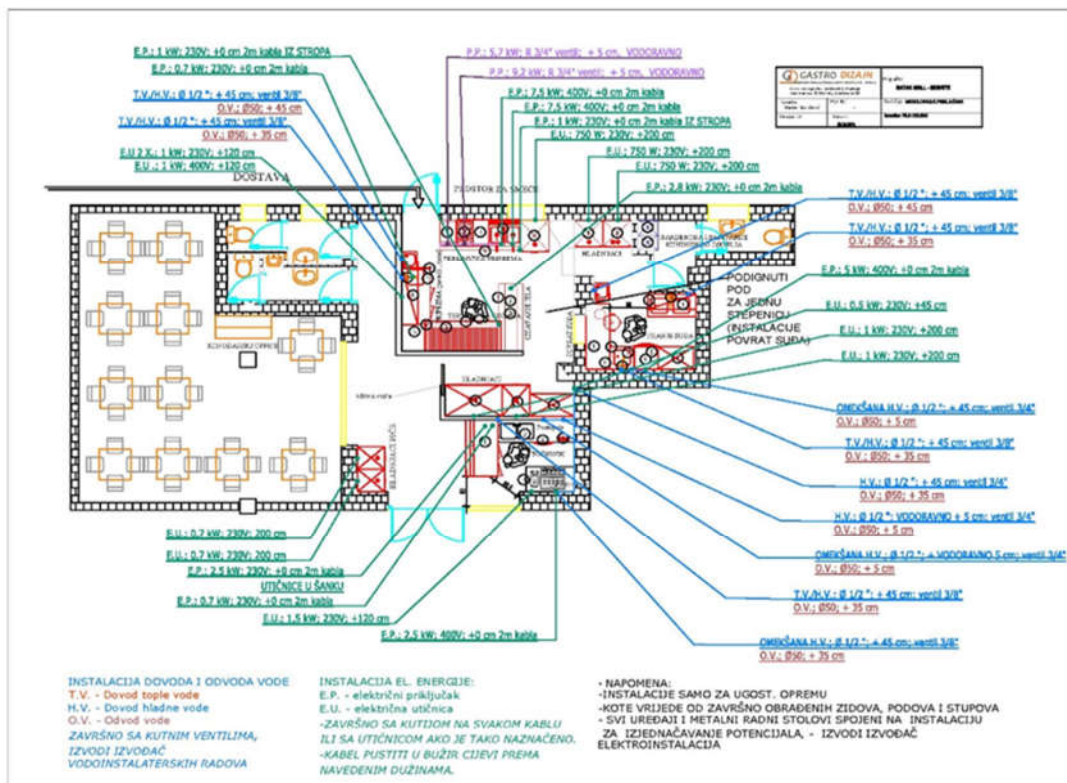 E.P.: 1 kW; 230V; +0 cm 2m kabla IZ STROPA
E.P.: 0.7 kW; 230V; +0 cm 2m kabla
T.V./H.V.; Ø 1/2 "; + 45 cm; ventil 3/8"
O.V.; Ø50; + 45 cm
T.V./H.V.; Ø 1/2 "; + 45 cm; ventil 3/8"
O.V.; Ø50; + 35 cm
E.U 2 X.: 1 kW; 230V; +120 cm
E.U .: 1 kW; 400V; +120 cm
DOSTAVA
P.P.: 5.7 kW; R 3/4" ventil; + 5 cm, VODORAVNO
P.P.: 9.2 kW; R 3/4" ventil; + 5 cm, VODORAVNO
E.P.: 7,5 kW; 400V; +0 cm 2m kabla
E.P.: 7,5 kW; 400V; +0 cm 2m kabla
E.P.: 1 kW; 230V; +0 cm 2m kabla IZ STROPA
E.U.: 750 W; 230V; +200 cm
E.U.: 750 W; 230V; +200 cm
E.U.: 750 W; 230V; +200 cm
E.P.: 2.8 kW; 230V; +0 cm 2m kabla
GASTRO DIZAJN
T.V./H.V.; Ø 1/2 "; + 45 cm; ventil 3/8"
O.V.; Ø50; + 45 cm
T.V./H.V.; Ø 1/2 "; + 45 cm; ventil 3/8"
O.V.; Ø50; + 35 cm
PROSTOR ZA SMEĆE
HLADNJACI
PODIGNUTI
POD
ZA JEDNU
STEPENICU
(INSTALACIJE
POVRAT SUĐA)
E.P.: 5 kW; 400V; +0 cm 2m kabla
E.U.: 0.5 kW; 230V; +45 cm
E.U.: 1 kW; 230V; +200 cm
E.U.: 1 kW; 230V; +200 cm
KONOBARSKI OFFICE
HLADNJACI
HLADNJACI PIĆA
OMEKŠANA H.V.; Ø 1/2 "; + 45 cm; ventil 3/4"
O.V.; Ø50; + 5 cm
T.V./H.V.; Ø 1/2 "; + 45 cm; ventil 3/8"
O.V.; Ø50; + 35 cm
H.V.; Ø 1/2 "; + 45 cm; ventil 3/4"
O.V.; Ø50; + 35 cm
H.V.; Ø 1/2 "; VODORAVNO + 5 cm; ventil 3/4"
O.V.; Ø50; + 5 cm
OMEKŠANA H.V.; Ø 1/2 "; + VODORAVNO 5 cm; ventil 3/4"
O.V.; Ø50; + 5 cm
T.V./H.V.; Ø 1/2 "; + 45 cm; ventil 3/8"
O.V.; Ø50; + 35 cm
OMEKŠANA H.V.; Ø 1/2 "; + 45 cm; ventil 3/8"
O.V.; Ø50; + 35 cm
E.U.: 0.7 kW; 230V; 200 cm
E.U.: 0.7 kW; 230V; 200 cm
E.P.: 2.5 kW; 230V; +0 cm 2m kabla
UTIČNICE U ŠANKU
E.P.: 0.7 kW; 230V; +0 cm 2m kabla
E.U.: 1,5 kW; 230V; +120 cm
E.P.: 2.5 kW; 400V; +0 cm 2m kabla
INSTALACIJA DOVODA I ODVODA VODE
T.V. - Dovod tople vode
H.V. - Dovod hladne vode
O.V. - Odvod vode
ZAVRŠNO SA KUTNIM VENTILIMA,
IZVODI IZVOĐAČ
VODOINSTALATERSKIH RADOVA
INSTALACIJA EL. ENERGIJE:
E.P. - električni priključak
E.U. - električna utičnica
-ZAVRŠNO SA KUTIJOM NA SVAKOM KABLU
ILI SA UTIČNICOM AKO JE TAKO NAZNAČENO.
-KABEL PUSTITI U BUŽIR CIJEVI PREMA
NAVEDENIM DUŽINAMA.
- NAPOMENA:
-INSTALACIJE SAMO ZA UGOST. OPREMU
-KOTE VRIJEDE OD ZAVRŠNO OBRAĐENIH ZIDOVA, PODOVA I STUPOVA
- SVI UREĐAJI I METALNI RADNI STOLOVI SPOJENI NA INSTALACIJU
ZA IZJEDNAČAVANJE POTENCIJALA, - IZVODI IZVOĐAČ
ELEKTROINSTALACIJA